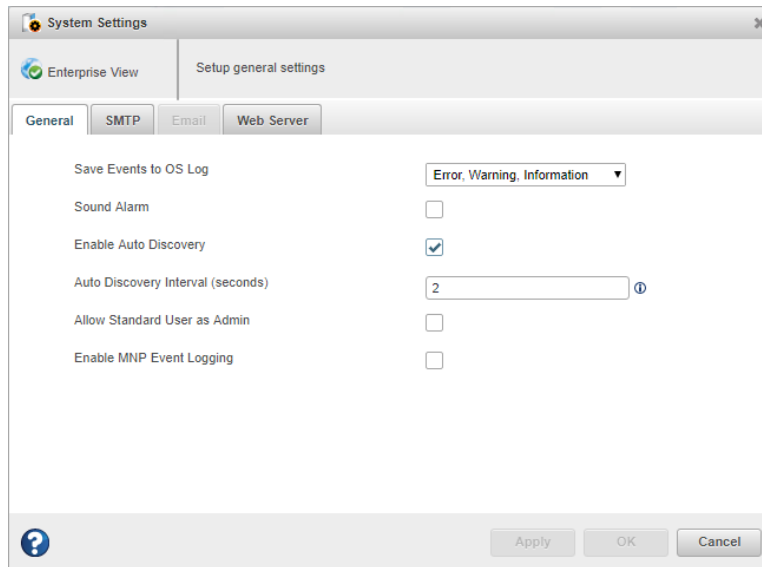 System Settings
Enterprise View
Setup general settings
General SMTP Email Web Server
Save Events to OS Log
Error, Warning, Information
Sound Alarm
Enable Auto Discovery
Auto Discovery Interval (seconds)
2
Allow Standard User as Admin
Enable MNP Event Logging
Apply OK Cancel